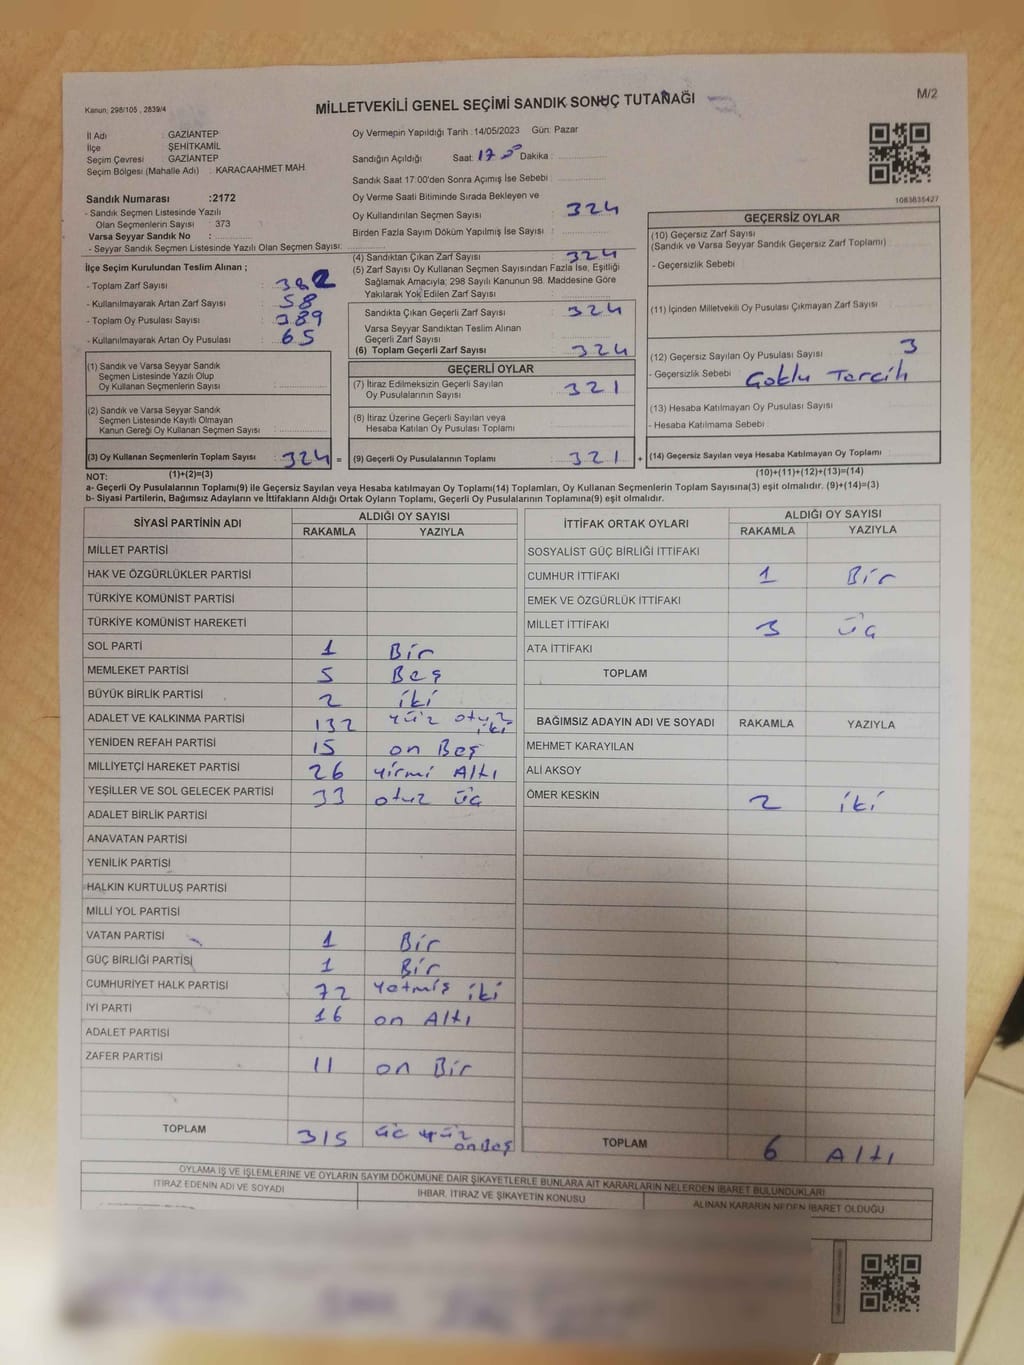 Kanun; 298/105 , 2839/4
MİLLETVEKİLİ GENEL SEÇİMİ SANDIK SONUÇ TUTANAĞI
M/2
İl Adı : GAZİANTEP
İlçe : ŞEHİTKAMİL
Seçim Çevresi : GAZİANTEP
Seçim Bölgesi (Mahalle Adı) : KARACAAHMET MAH
Sandık Numarası :2172
- Sandık Seçmen Listesinde Yazılı
Olan Seçmenlerin Sayısı : 373
Varsa Seyyar Sandık No :
- Seyyar Sandık Seçmen Listesinde Yazılı Olan Seçmen Sayısı:
Oy Vermenin Yapıldığı Tarih :14/05/2023 Gün: Pazar
Sandığın Açıldığı Saat: 17 Dakika :
Sandık Saat 17:00'den Sonra Açımış İse Sebebi :
Oy Verme Saati Bitiminde Sırada Bekleyen ve
Oy Kullandırılan Seçmen Sayısı : 324
Birden Fazla Sayım Döküm Yapılmış İse Sayısı :
1083835427
İlçe Seçim Kurulundan Teslim Alınan ;
- Toplam Zarf Sayısı : 382
- Kullanılmayarak Artan Zarf Sayısı : 58
- Toplam Oy Pusulası Sayısı : 389
- Kullanılmayarak Artan Oy Pusulası : 65
(1) Sandık ve Varsa Seyyar Sandık
Seçmen Listesinde Yazılı Olup
Oy Kullanan Seçmenlerin Sayısı :
(2) Sandık ve Varsa Seyyar Sandık
Seçmen Listesinde Kayıtlı Olmayan
Kanun Gereği Oy Kullanan Seçmen Sayısı :
(3) Oy Kullanan Seçmenlerin Toplam Sayısı : 324 =
(4) Sandıktan Çıkan Zarf Sayısı : 324
(5) Zarf Sayısı Oy Kullanan Seçmen Sayısından Fazla İse, Eşitliği
Sağlamak Amacıyla; 298 Sayılı Kanunun 98. Maddesine Göre
Yakılarak Yok Edilen Zarf Sayısı :
Sandıkta Çıkan Geçerli Zarf Sayısı : 324
Varsa Seyyar Sandıktan Teslim Alınan
Geçerli Zarf Sayısı :
(6) Toplam Geçerli Zarf Sayısı : 324
GEÇERLİ OYLAR
(7) İtiraz Edilmeksizin Geçerli Sayılan
Oy Pusulalarının Sayısı : 321
(8) İtiraz Üzerine Geçerli Sayılan veya
Hesaba Katılan Oy Pusulası Toplamı :
(9) Geçerli Oy Pusulalarının Toplamı : 321 +
GEÇERSİZ OYLAR
(10) Geçersiz Zarf Sayısı
(Sandık ve Varsa Seyyar Sandık Geçersiz Zarf Toplamı) :
- Geçersizlik Sebebi
(11) İçinden Milletvekili Oy Pusulası Çıkmayan Zarf Sayısı :
(12) Geçersiz Sayılan Oy Pusulası Sayısı : 3
- Geçersizlik Sebebi : Çoklu Tercih
(13) Hesaba Katılmayan Oy Pusulası Sayısı :
- Hesaba Katılmama Sebebi :
(14) Geçersiz Sayılan veya Hesaba Katılmayan Oy Toplamı :
NOT: (1)+(2)=(3) (10)+(11)+(12)+(13)=(14)
a- Geçerli Oy Pusulalarının Toplamı(9) ile Geçersiz Sayılan veya Hesaba katılmayan Oy Pusulası Toplamı(14) Toplamları, Oy Kullanan Seçmenlerin Toplam Sayısına(3) eşit olmalıdır. (9)+(14)=(3)
b- Siyasi Partilerin, Bağımsız Adayların ve İttifakların Aldığı Ortak Oyların Toplamı, Geçerli Oy Pusulalarının Toplamına(9) eşit olmalıdır.
SİYASİ PARTİNİN ADI ALDIĞI OY SAYISI
RAKAMLA YAZIYLA
MİLLET PARTİSİ
HAK VE ÖZGÜRLÜKLER PARTİSİ
TÜRKİYE KOMÜNİST PARTİSİ
TÜRKİYE KOMÜNİST HAREKETİ
SOL PARTİ 1 Bir
MEMLEKET PARTİSİ 5 Beş
BÜYÜK BİRLİK PARTİSİ 2 iki
ADALET VE KALKINMA PARTİSİ 132 yüz otuz iki
YENİDEN REFAH PARTİSİ 15 on Beş
MİLLİYETÇİ HAREKET PARTİSİ 26 yirmi Altı
YEŞİLLER VE SOL GELECEK PARTİSİ 33 otuz üç
ADALET BİRLİK PARTİSİ
ANAVATAN PARTİSİ
YENİLİK PARTİSİ
HALKIN KURTULUŞ PARTİSİ
MİLLİ YOL PARTİSİ
VATAN PARTİSİ 1 Bir
GÜÇ BİRLİĞİ PARTİSİ 1 Bir
CUMHURİYET HALK PARTİSİ 72 yetmiş iki
İYİ PARTİ 16 on Altı
ADALET PARTİSİ
ZAFER PARTİSİ 11 on Bir
TOPLAM 315 üç yüz onBeş
İTTİFAK ORTAK OYLARI ALDIĞI OY SAYISI
RAKAMLA YAZIYLA
SOSYALİST GÜÇ BİRLİĞİ İTTİFAKI
CUMHUR İTTİFAKI 1 Bir
EMEK VE ÖZGÜRLÜK İTTİFAKI
MİLLET İTTİFAKI 3 üç
ATA İTTİFAKI
TOPLAM
BAĞIMSIZ ADAYIN ADI VE SOYADI RAKAMLA YAZIYLA
MEHMET KARAYILAN
ALİ AKSOY
ÖMER KESKİN 2 iki
TOPLAM 6 Altı
OYLAMA İŞ VE İŞLEMLERİNE VE OYLARIN SAYIM DÖKÜMÜNE DAİR ŞİKAYETLERLE BUNLARA AİT KARARLARIN NELERDEN İBARET BULUNDUKLARI
İTİRAZ EDENİN ADI VE SOYADI İHBAR, İTİRAZ VE ŞİKAYETİN KONUSU ALINAN KARARIN NEDEN İBARET OLDUĞU